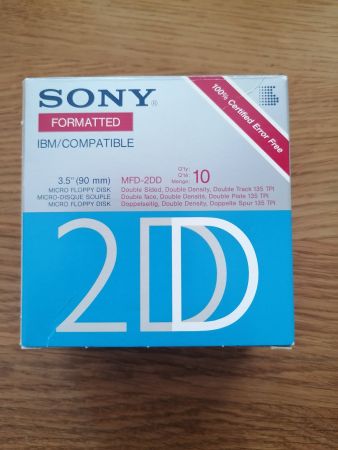 SONY®
100% Certified Error Free
FORMATTED
IBM/COMPATIBLE
3.5" (90 mm) MFD-2DD Q'ty: Q'té: Menge: 10
MICRO FLOPPY DISK Double Sided, Double Density, Double Track 135 TPI
MICRO-DISQUE SOUPLE Double face, Double Densité, Double Piste 135 TPI
MICRO FLOPPY DISK Doppelseitig, Double Density, Doppelte Spur 135 TPI
2DD